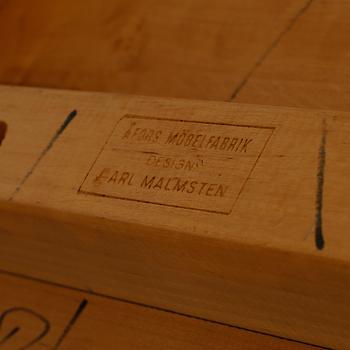 ÅFORS MÖBELFABRIK
DESIGN:
CARL MALMSTEN